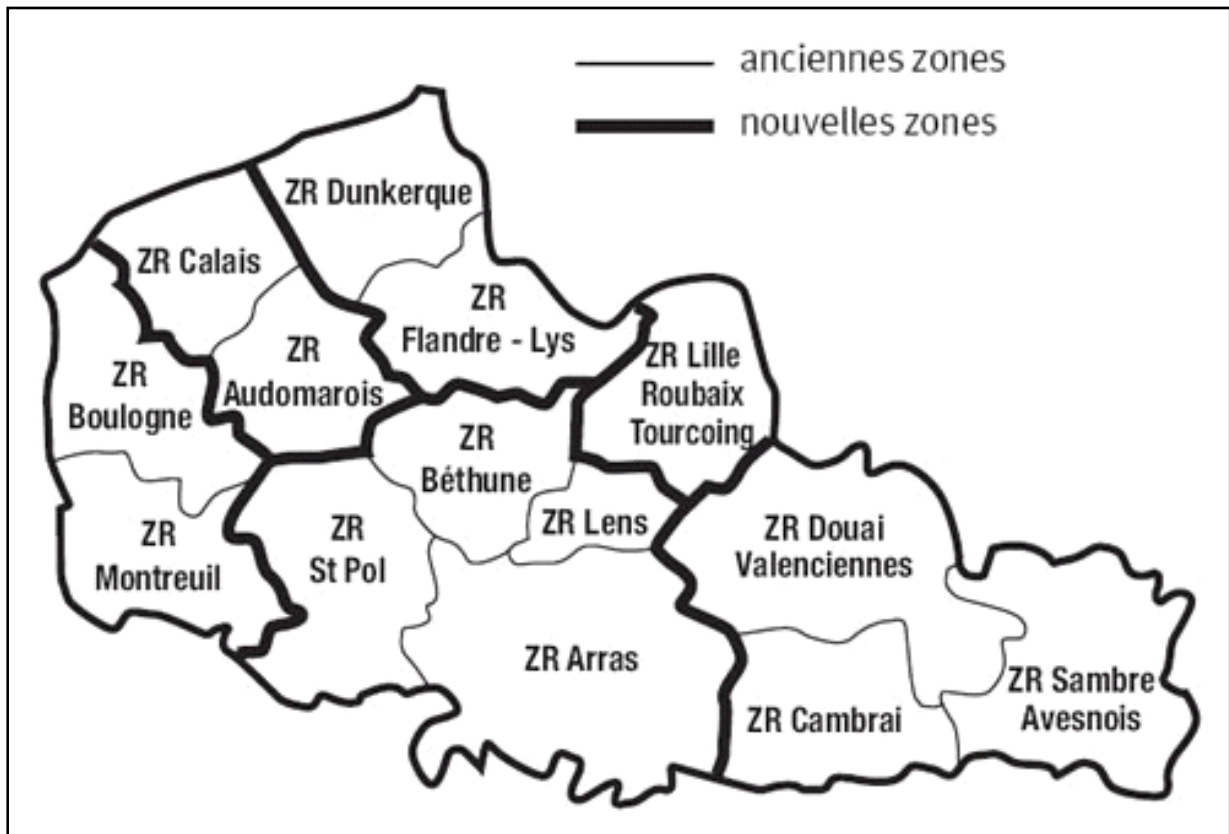 anciennes zones
nouvelles zones
ZR Dunkerque
ZR Calais
ZR
Flandre - Lys
ZR
Audomarois
ZR
Boulogne
ZR Lille
Roubaix
Tourcoing
ZR
Béthune
ZR Lens
ZR
Montreuil
ZR
St Pol
ZR Douai
Valenciennes
ZR Arras
ZR Cambrai
ZR Sambre
Avesnois